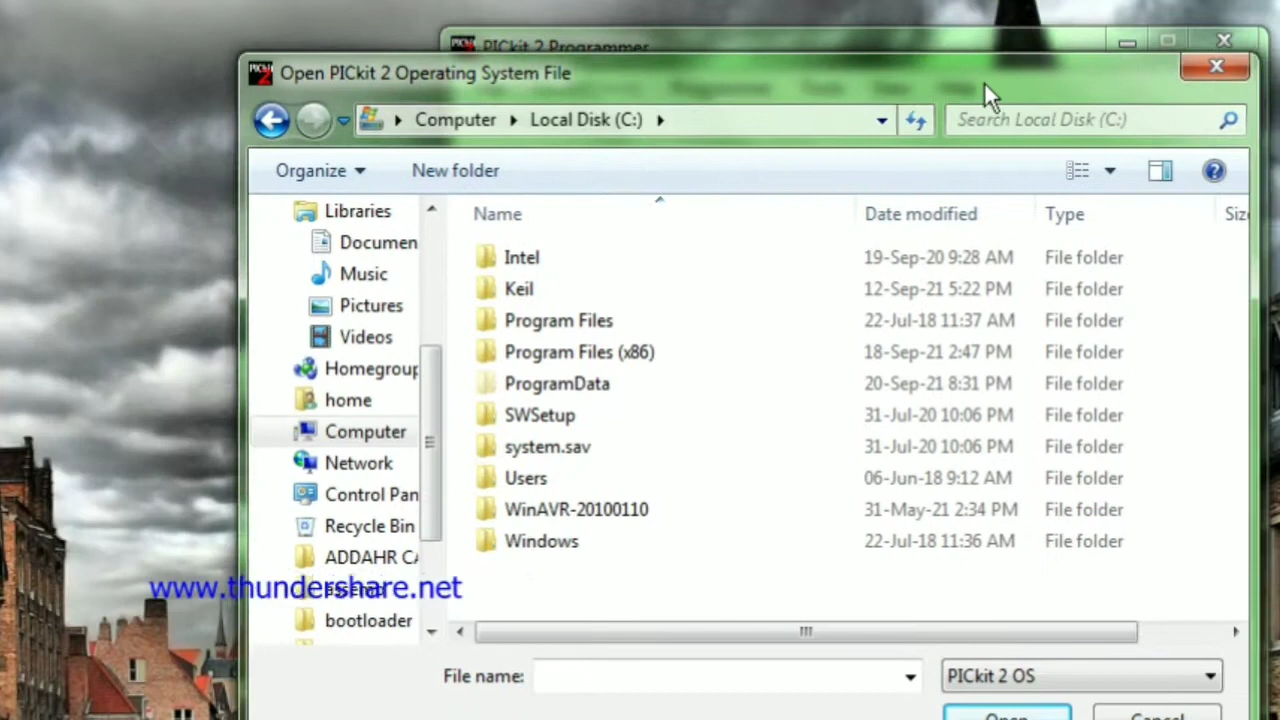 PICkit 2 Programmer
Open PICkit 2 Operating System File
Computer Local Disk (C:)
Search Local Disk (C:)
Organize New folder
Name Date modified Type Siz
Libraries
Documen
Music
Pictures
Videos
Homegroup
home
Computer
Network
Control Pan
Recycle Bin
ADDAHR CA
bootloader
Intel 19-Sep-20 9:28 AM File folder
Keil 12-Sep-21 5:22 PM File folder
Program Files 22-Jul-18 11:37 AM File folder
Program Files (x86) 18-Sep-21 2:47 PM File folder
ProgramData 20-Sep-21 8:31 PM File folder
SWSetup 31-Jul-20 10:06 PM File folder
system.sav 31-Jul-20 10:06 PM File folder
Users 06-Jun-18 9:12 AM File folder
WinAVR-20100110 31-May-21 2:34 PM File folder
Windows 22-Jul-18 11:36 AM File folder
www.thundershare.net
File name: PICkit 2 OS
Open Cancel